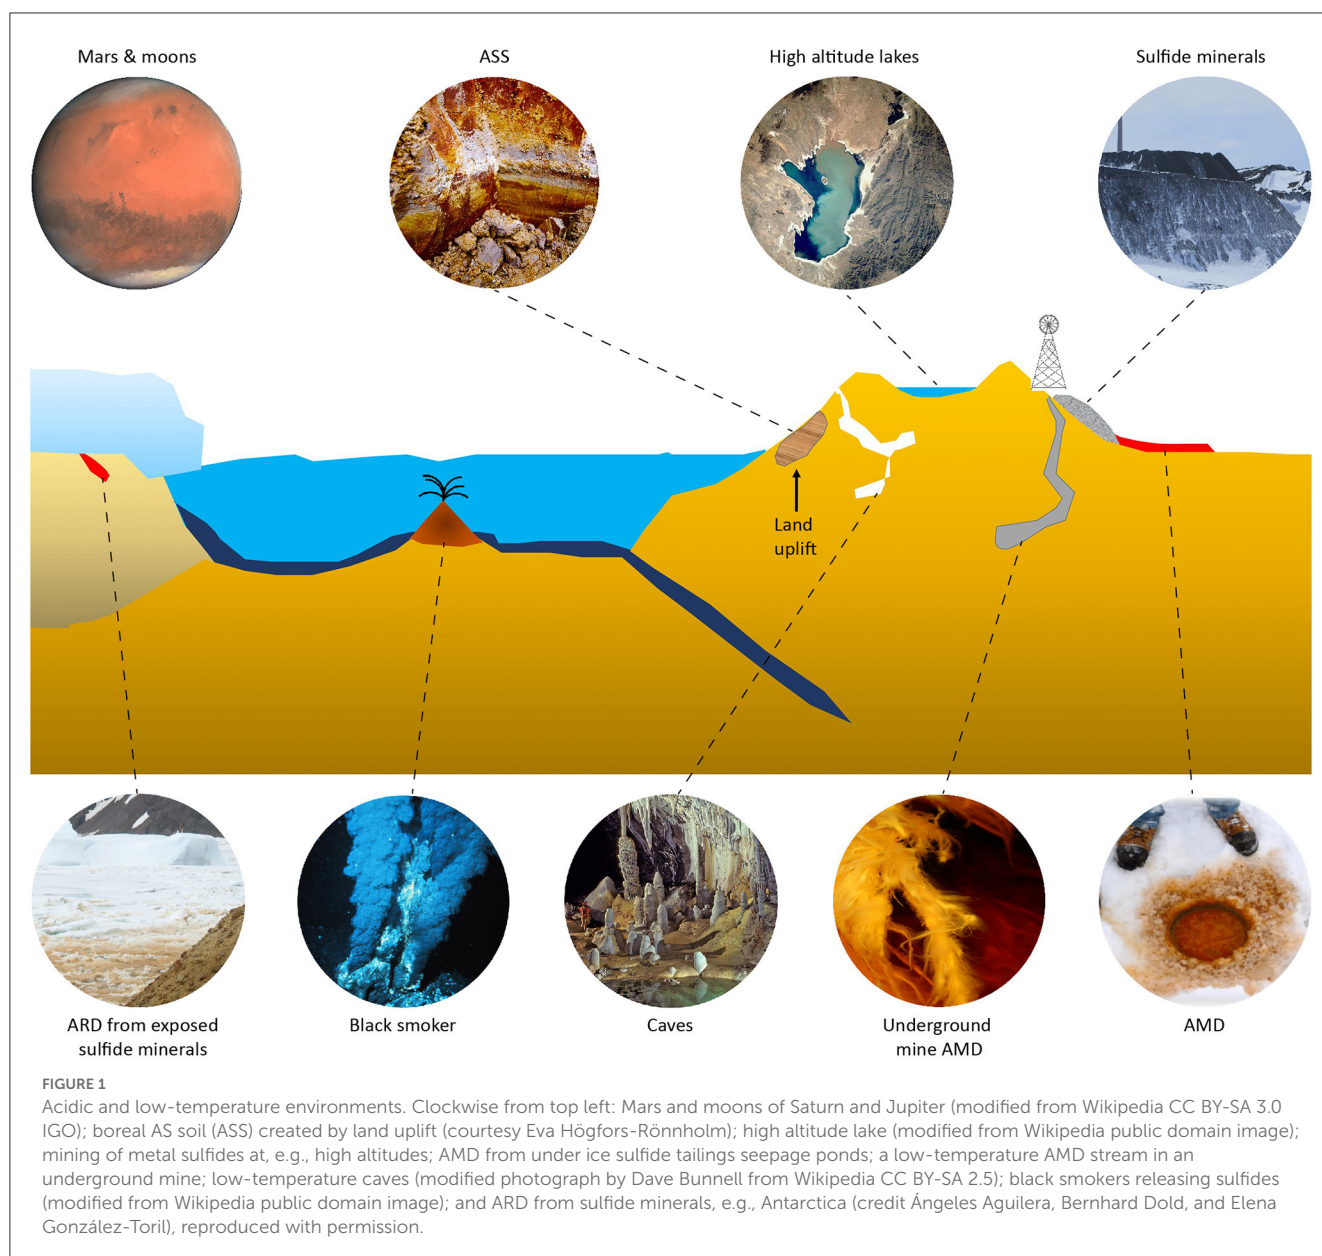 Mars & moons
ASS
High altitude lakes
Sulfide minerals
Land
uplift
ARD from exposed
sulfide minerals
Black smoker
Caves
Underground
mine AMD
AMD
FIGURE 1
Acidic and low-temperature environments. Clockwise from top left: Mars and moons of Saturn and Jupiter (modified from Wikipedia CC BY-SA 3.0
IGO); boreal AS soil (ASS) created by land uplift (courtesy Eva Högfors-Rönnholm); high altitude lake (modified from Wikipedia public domain image);
mining of metal sulfides at, e.g., high altitudes; AMD from under ice sulfide tailings seepage ponds; a low-temperature AMD stream in an
underground mine; low-temperature caves (modified photograph by Dave Bunnell from Wikipedia CC BY-SA 2.5); black smokers releasing sulfides
(modified from Wikipedia public domain image); and ARD from sulfide minerals, e.g., Antarctica (credit Ángeles Aguilera, Bernhard Dold, and Elena
González-Toril), reproduced with permission.